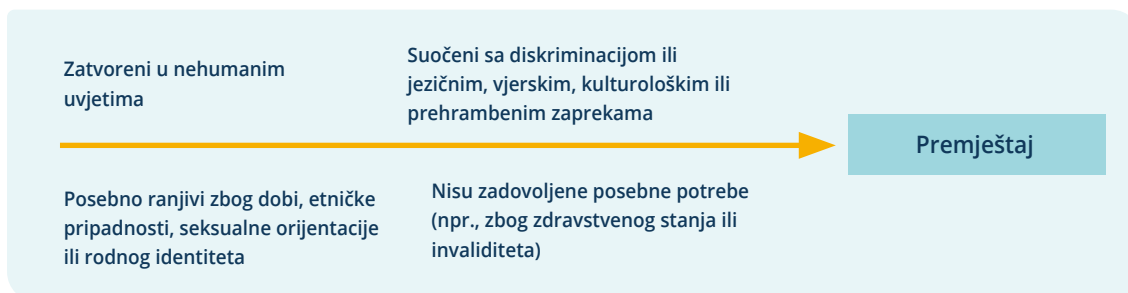 Zatvoreni u nehumanim
uvjetima
Suočeni sa diskriminacijom ili
jezičnim, vjerskim, kulturološkim ili
prehrambenim zaprekama
Premještaj
Posebno ranjivi zbog dobi, etničke
pripadnosti, seksualne orijentacije
ili rodnog identiteta
Nisu zadovoljene posebne potrebe
(npr., zbog zdravstvenog stanja ili
invaliditeta)